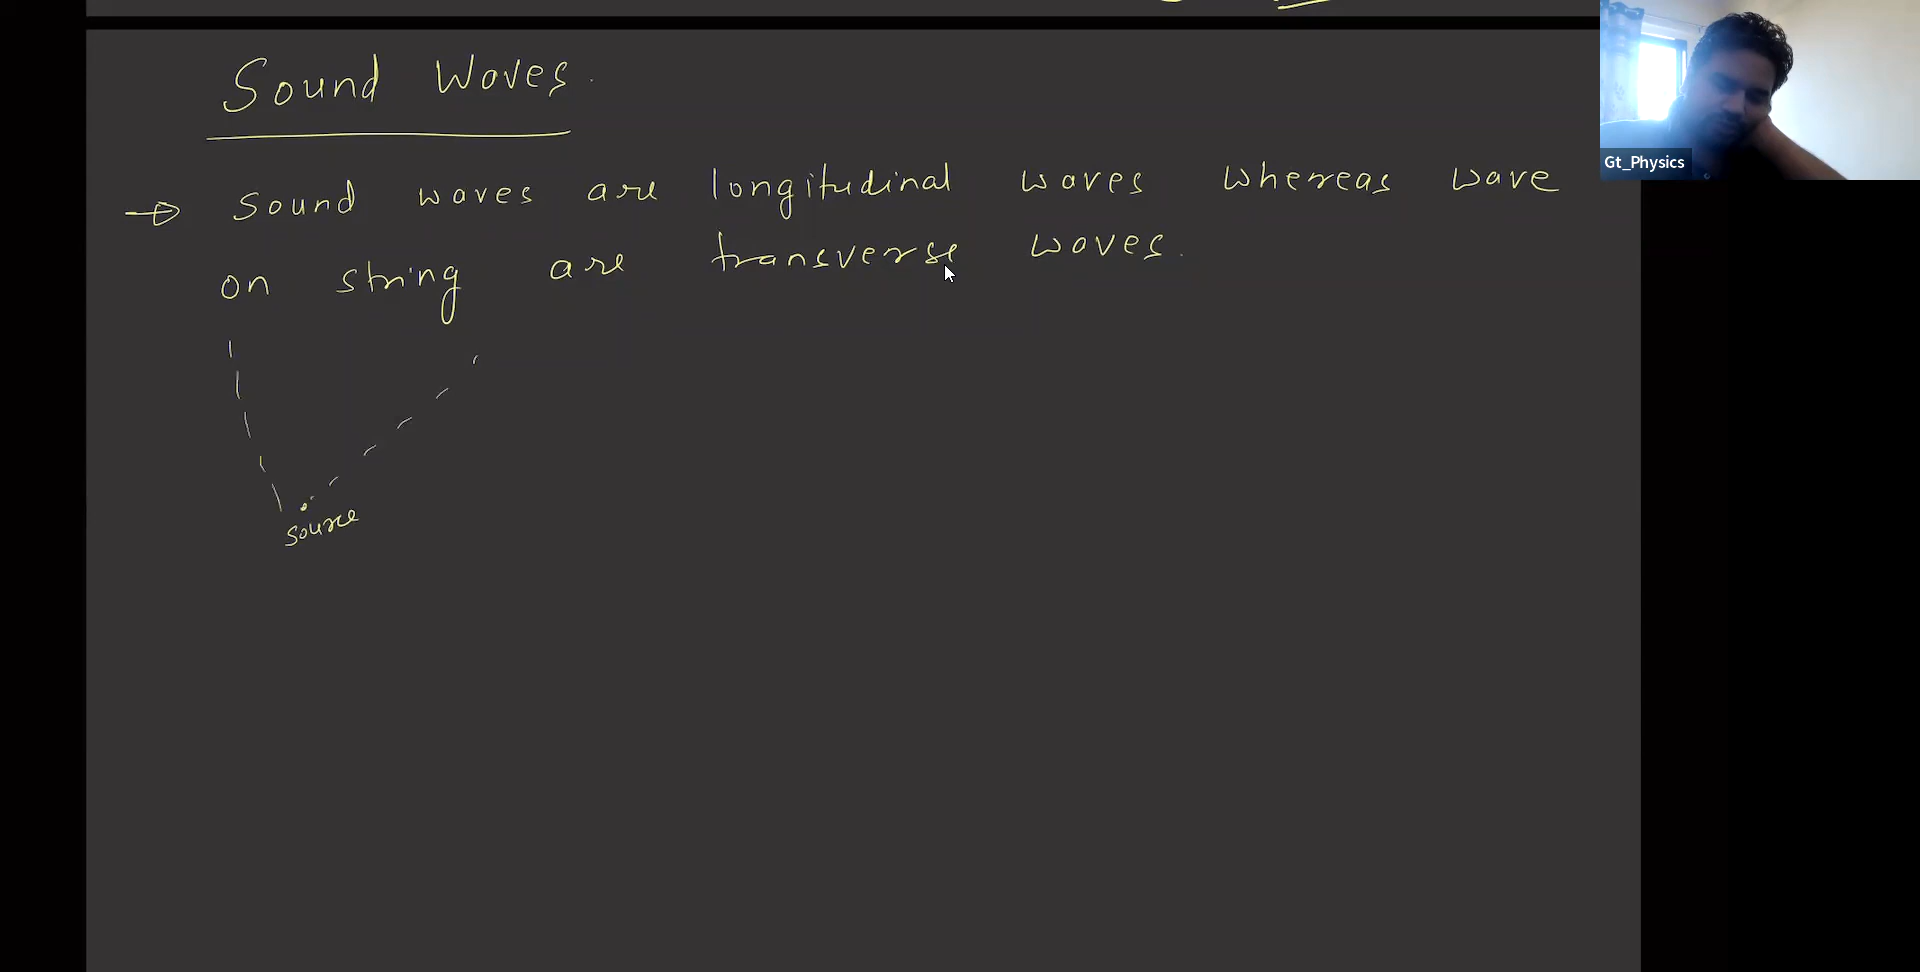 Sound Waves.
→ Sound waves are longitudinal waves whereas wave
on string are transverse waves.
source
Gt_Physics